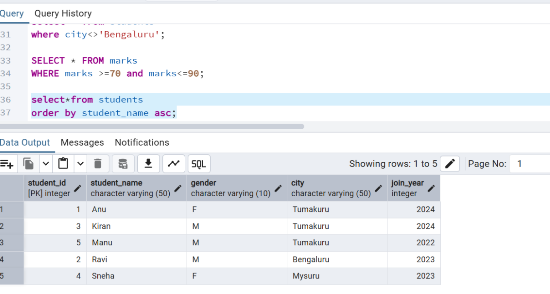 Query Query History
31 where city<>'Bengaluru';
32
33 SELECT * FROM marks
34 WHERE marks >=70 and marks<=90;
35
36 select*from students
37 order by student_name asc;
Data Output Messages Notifications
SQL Showing rows: 1 to 5 Page No: 1
student_id student_name gender city join_year
[PK] integer character varying (50) character varying (10) character varying (50) integer
1 1 Anu F Tumakuru 2024
2 3 Kiran M Tumakuru 2024
3 5 Manu M Tumakuru 2022
4 2 Ravi M Bengaluru 2023
5 4 Sneha F Mysuru 2023